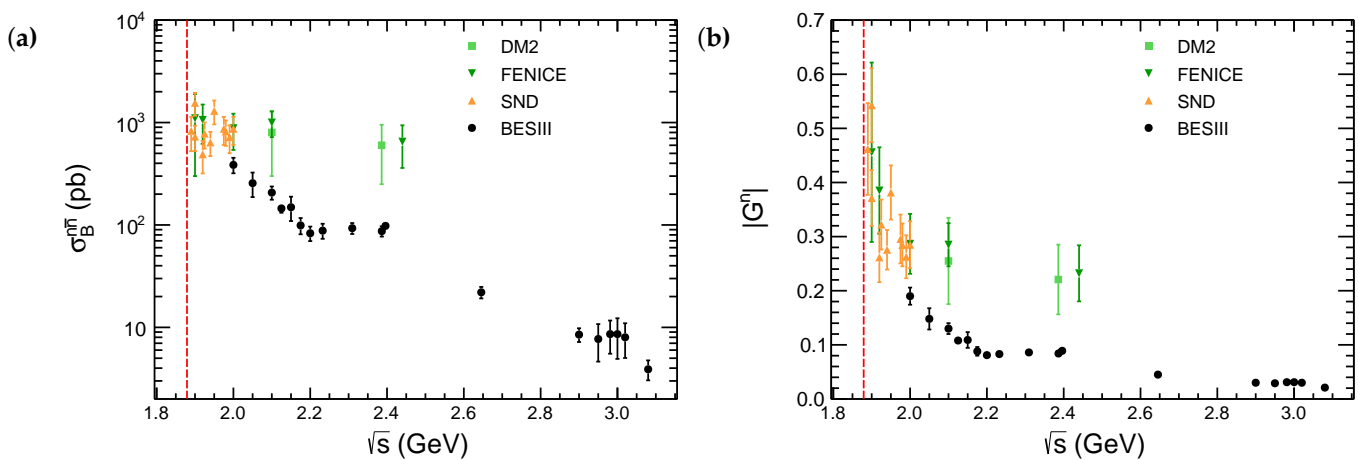 (a)
10⁴
10³
10²
10
σ_B^{nn̄} (pb)
DM2
FENICE
SND
BESIII
1.8 2.0 2.2 2.4 2.6 2.8 3.0
√s (GeV)
(b)
0.7
0.6
0.5
0.4
0.3
0.2
0.1
0.0
|Gⁿ|
DM2
FENICE
SND
BESIII
1.8 2.0 2.2 2.4 2.6 2.8 3.0
√s (GeV)